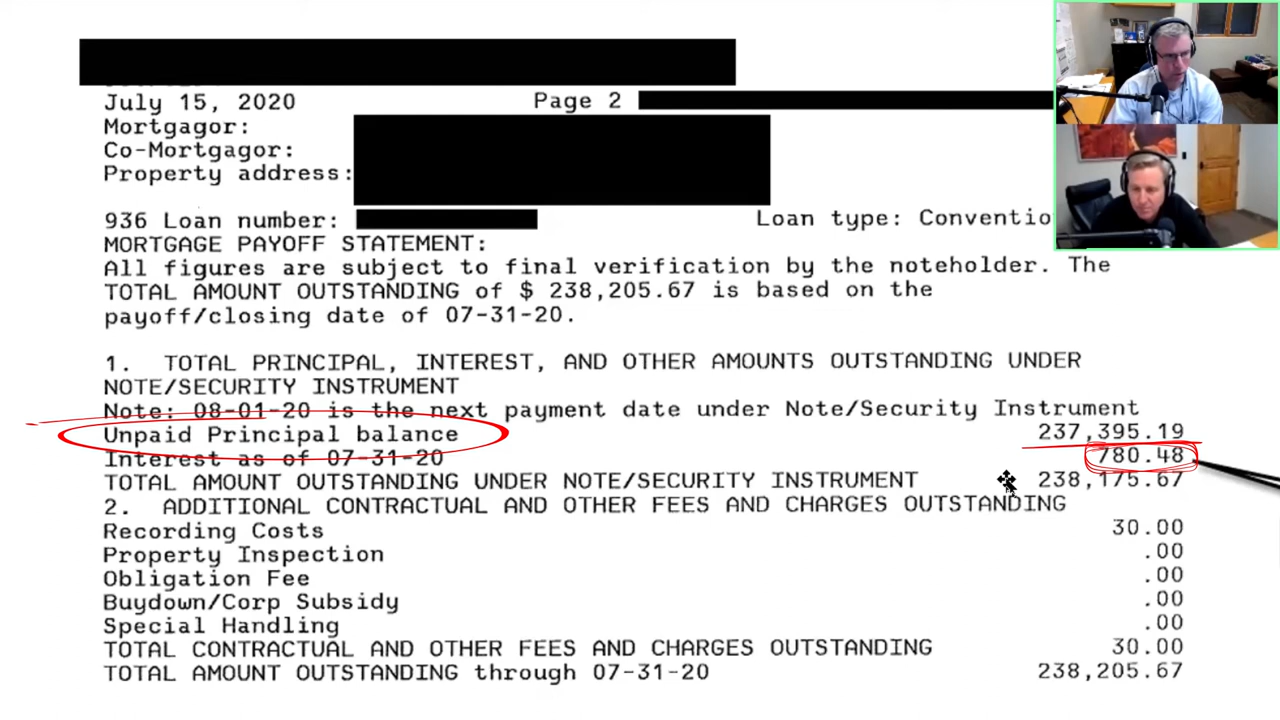 July 15, 2020 Page 2
Mortgagor:
Co-Mortgagor:
Property address:
936 Loan number: Loan type: Conventio
MORTGAGE PAYOFF STATEMENT:
All figures are subject to final verification by the noteholder. The
TOTAL AMOUNT OUTSTANDING of $ 238,205.67 is based on the
payoff/closing date of 07-31-20.
1. TOTAL PRINCIPAL, INTEREST, AND OTHER AMOUNTS OUTSTANDING UNDER
NOTE/SECURITY INSTRUMENT
Note: 08-01-20 is the next payment date under Note/Security Instrument
Unpaid Principal balance 237,395.19
Interest as of 07-31-20 780.48
TOTAL AMOUNT OUTSTANDING UNDER NOTE/SECURITY INSTRUMENT 238,175.67
2. ADDITIONAL CONTRACTUAL AND OTHER FEES AND CHARGES OUTSTANDING
Recording Costs 30.00
Property Inspection .00
Obligation Fee .00
Buydown/Corp Subsidy .00
Special Handling .00
TOTAL CONTRACTUAL AND OTHER FEES AND CHARGES OUTSTANDING 30.00
TOTAL AMOUNT OUTSTANDING through 07-31-20 238,205.67